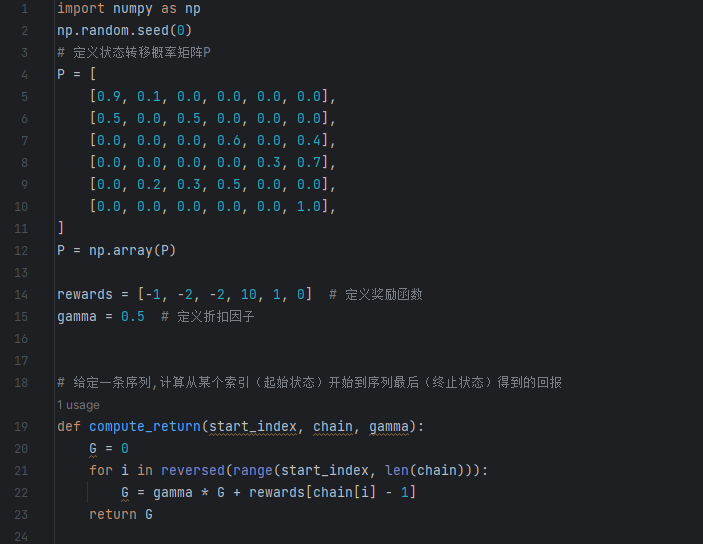 1 import numpy as np
2 np.random.seed(0)
3 # 定义状态转移概率矩阵P
4 P = [
5     [0.9, 0.1, 0.0, 0.0, 0.0, 0.0],
6     [0.5, 0.0, 0.5, 0.0, 0.0, 0.0],
7     [0.0, 0.0, 0.0, 0.6, 0.0, 0.4],
8     [0.0, 0.0, 0.0, 0.0, 0.3, 0.7],
9     [0.0, 0.2, 0.3, 0.5, 0.0, 0.0],
10     [0.0, 0.0, 0.0, 0.0, 0.0, 1.0],
11 ]
12 P = np.array(P)
13
14 rewards = [-1, -2, -2, 10, 1, 0]  # 定义奖励函数
15 gamma = 0.5  # 定义折扣因子
16
17
18 # 给定一条序列,计算从某个索引（起始状态）开始到序列最后（终止状态）得到的回报
1 usage
19 def compute_return(start_index, chain, gamma):
20     G = 0
21     for i in reversed(range(start_index, len(chain))):
22         G = gamma * G + rewards[chain[i] - 1]
23     return G
24